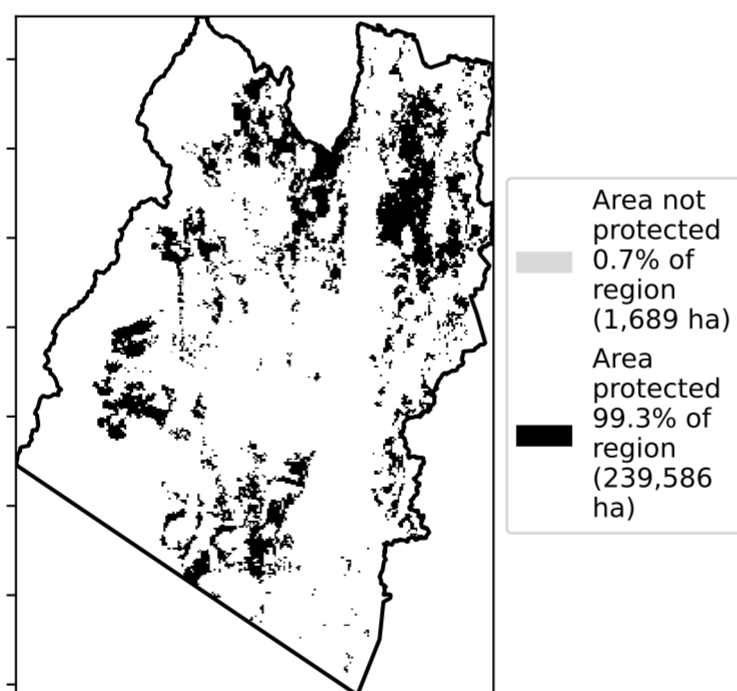 Area not
protected
0.7% of
region
(1,689 ha)
Area
protected
99.3% of
region
(239,586
ha)